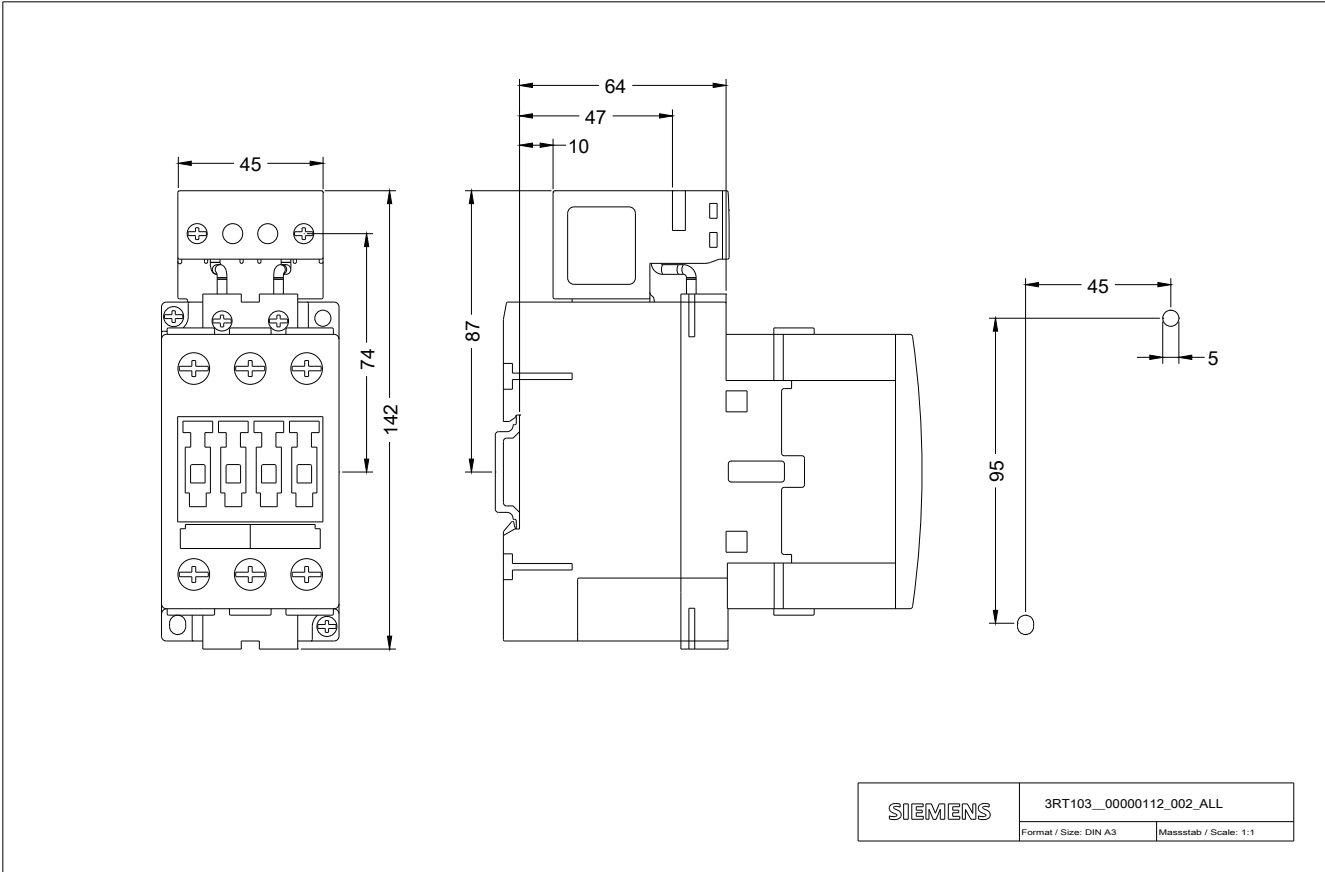 64
47
10
45
87
74
142
45
5
95
SIEMENS
3RT103__00000112_002_ALL
Format / Size: DIN A3
Massstab / Scale: 1:1